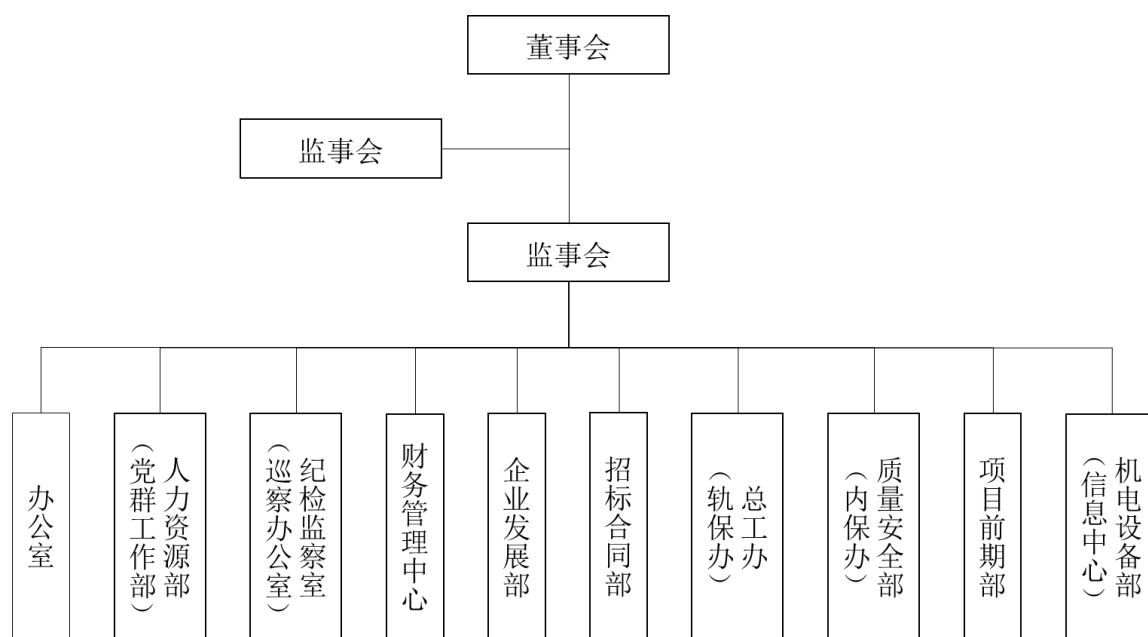 董事会
监事会
监事会
办公室
人力资源部
（党群工作部）
纪检监察室
（巡察办公室）
财务管理中心
企业发展部
招标合同部
总工办
（轨保办）
质量安全部
（内保办）
项目前期部
机电设备部
（信息中心）